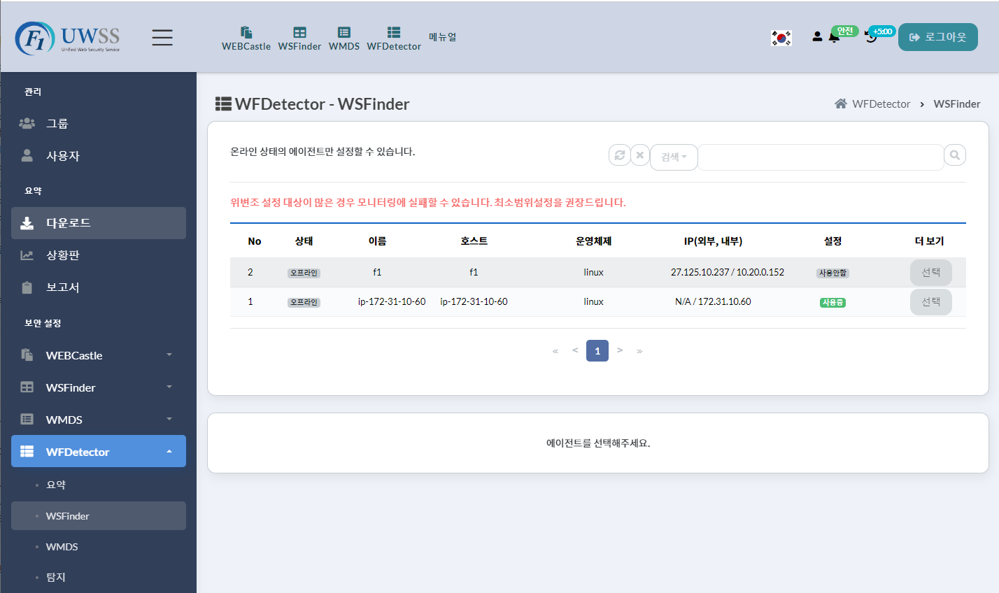 F1 UWSS
Unified Web Security Service
WEBCastle
WSFinder
WMDS
WFDetector
메뉴얼
안전
+5:00
로그아웃
관리
그룹
사용자
요약
다운로드
상황판
보고서
보안 설정
WEBCastle
WSFinder
WMDS
WFDetector
요약
WSFinder
WMDS
탐지
WFDetector - WSFinder
WFDetector › WSFinder
온라인 상태의 에이전트만 설정할 수 있습니다.
검색
위변조 설정 대상이 많은 경우 모니터링에 실패할 수 있습니다. 최소범위설정을 권장드립니다.
No 상태 이름 호스트 운영체제 IP(외부, 내부) 설정 더 보기
2 오프라인 f1 f1 linux 27.125.10.237 / 10.20.0.152 사용안함 선택
1 오프라인 ip-172-31-10-60 ip-172-31-10-60 linux N/A / 172.31.10.60 사용중 선택
« < 1 > »
에이전트를 선택해주세요.